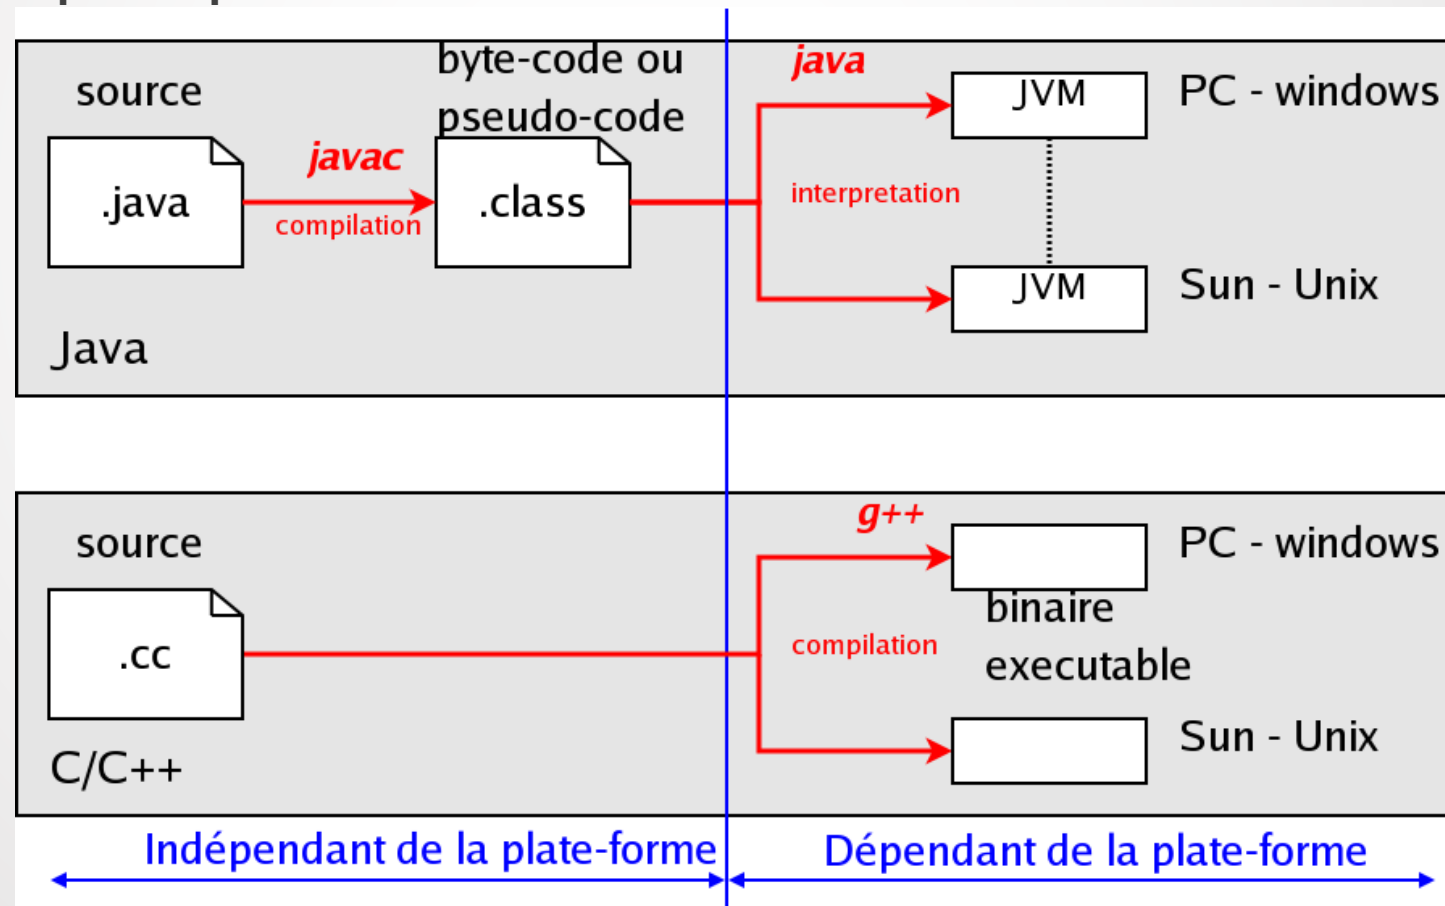 source
byte-code ou
pseudo-code
java
JVM
PC - windows
.java
javac
compilation
.class
interpretation
JVM
Sun - Unix
Java
source
g++
PC - windows
binaire
executable
.cc
compilation
Sun - Unix
C/C++
Indépendant de la plate-forme
Dépendant de la plate-forme